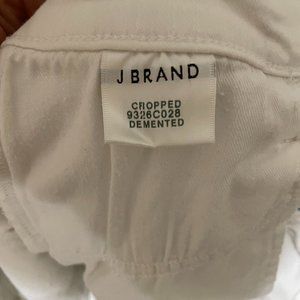 J BRAND
CROPPED
9326C028
DEMENTED